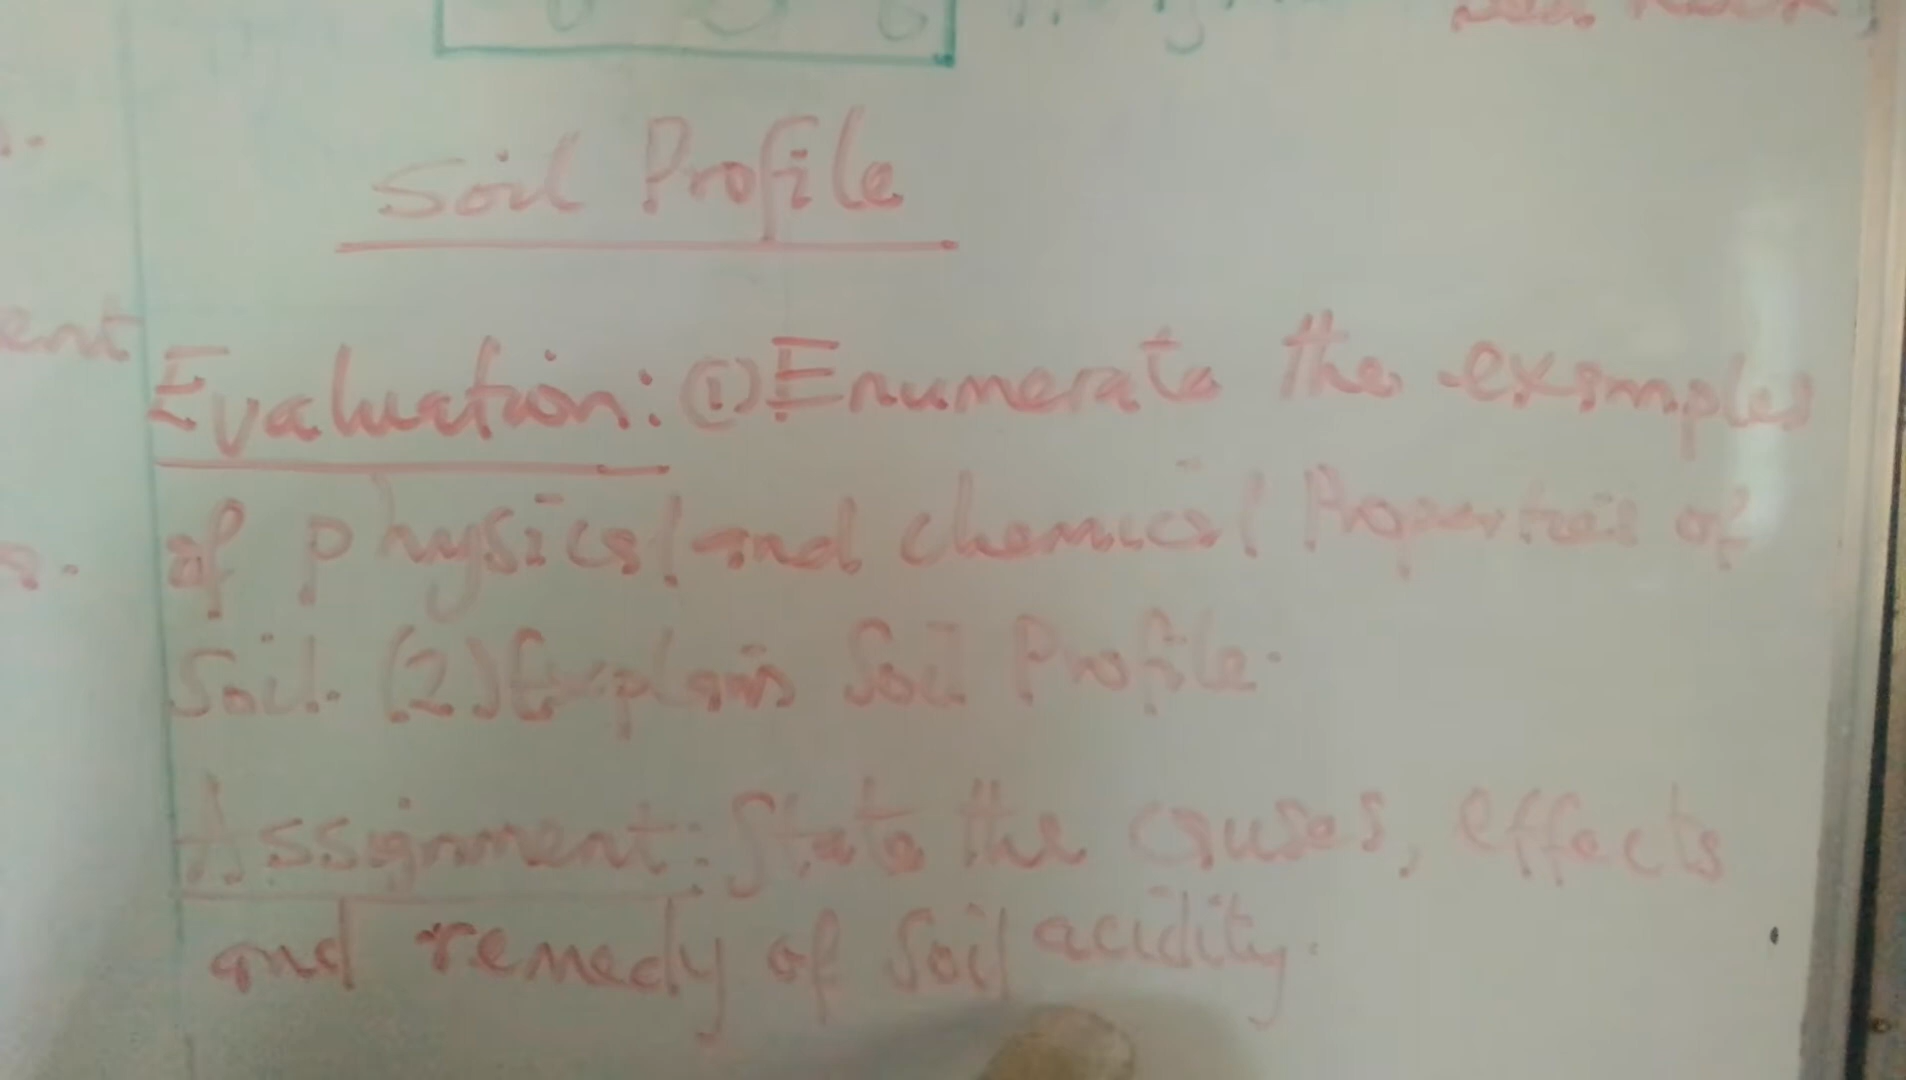 Soil Profile
ent
Evaluation: ① Enumerate the examples
of physical and chemical Properties of
Soil. (2) Explain Soil Profile.
Assignment: State the causes, effects
and remedy of Soil acidity.